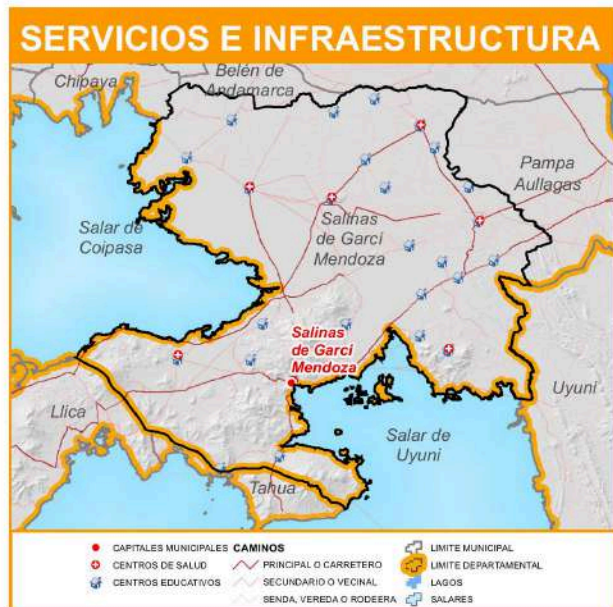 SERVICIOS E INFRAESTRUCTURA
Chipaya
Belén de
Andamarca
Pampa
Aullagas
Salar de
Coipasa
Salinas
de Garci
Mendoza
Salinas
de Garci
Mendoza
Llica
Uyuni
Salar de
Uyuni
Tahua
CAPITALES MUNICIPALES
CENTROS DE SALUD
CENTROS EDUCATIVOS
CAMINOS
PRINCIPAL O CARRETERO
SECUNDARIO O VECINAL
SENDA, VEREDA O RODEERA
LIMITE MUNICIPAL
LIMITE DEPARTAMENTAL
LAGOS
SALARES